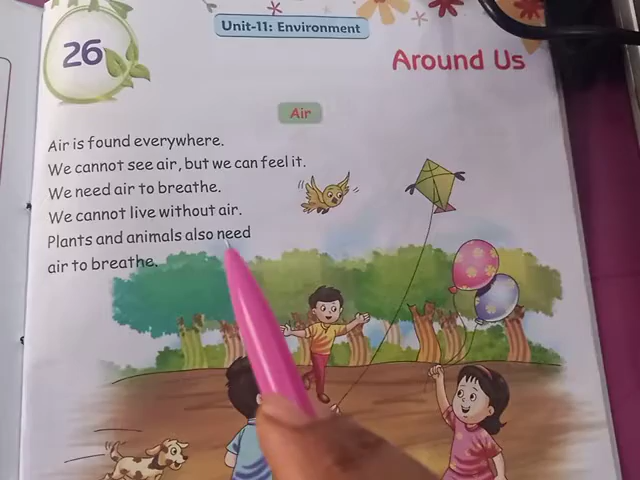 26
Unit-11: Environment
Around Us
Air
Air is found everywhere.
We cannot see air, but we can feel it.
We need air to breathe.
We cannot live without air.
Plants and animals also need
air to breathe.